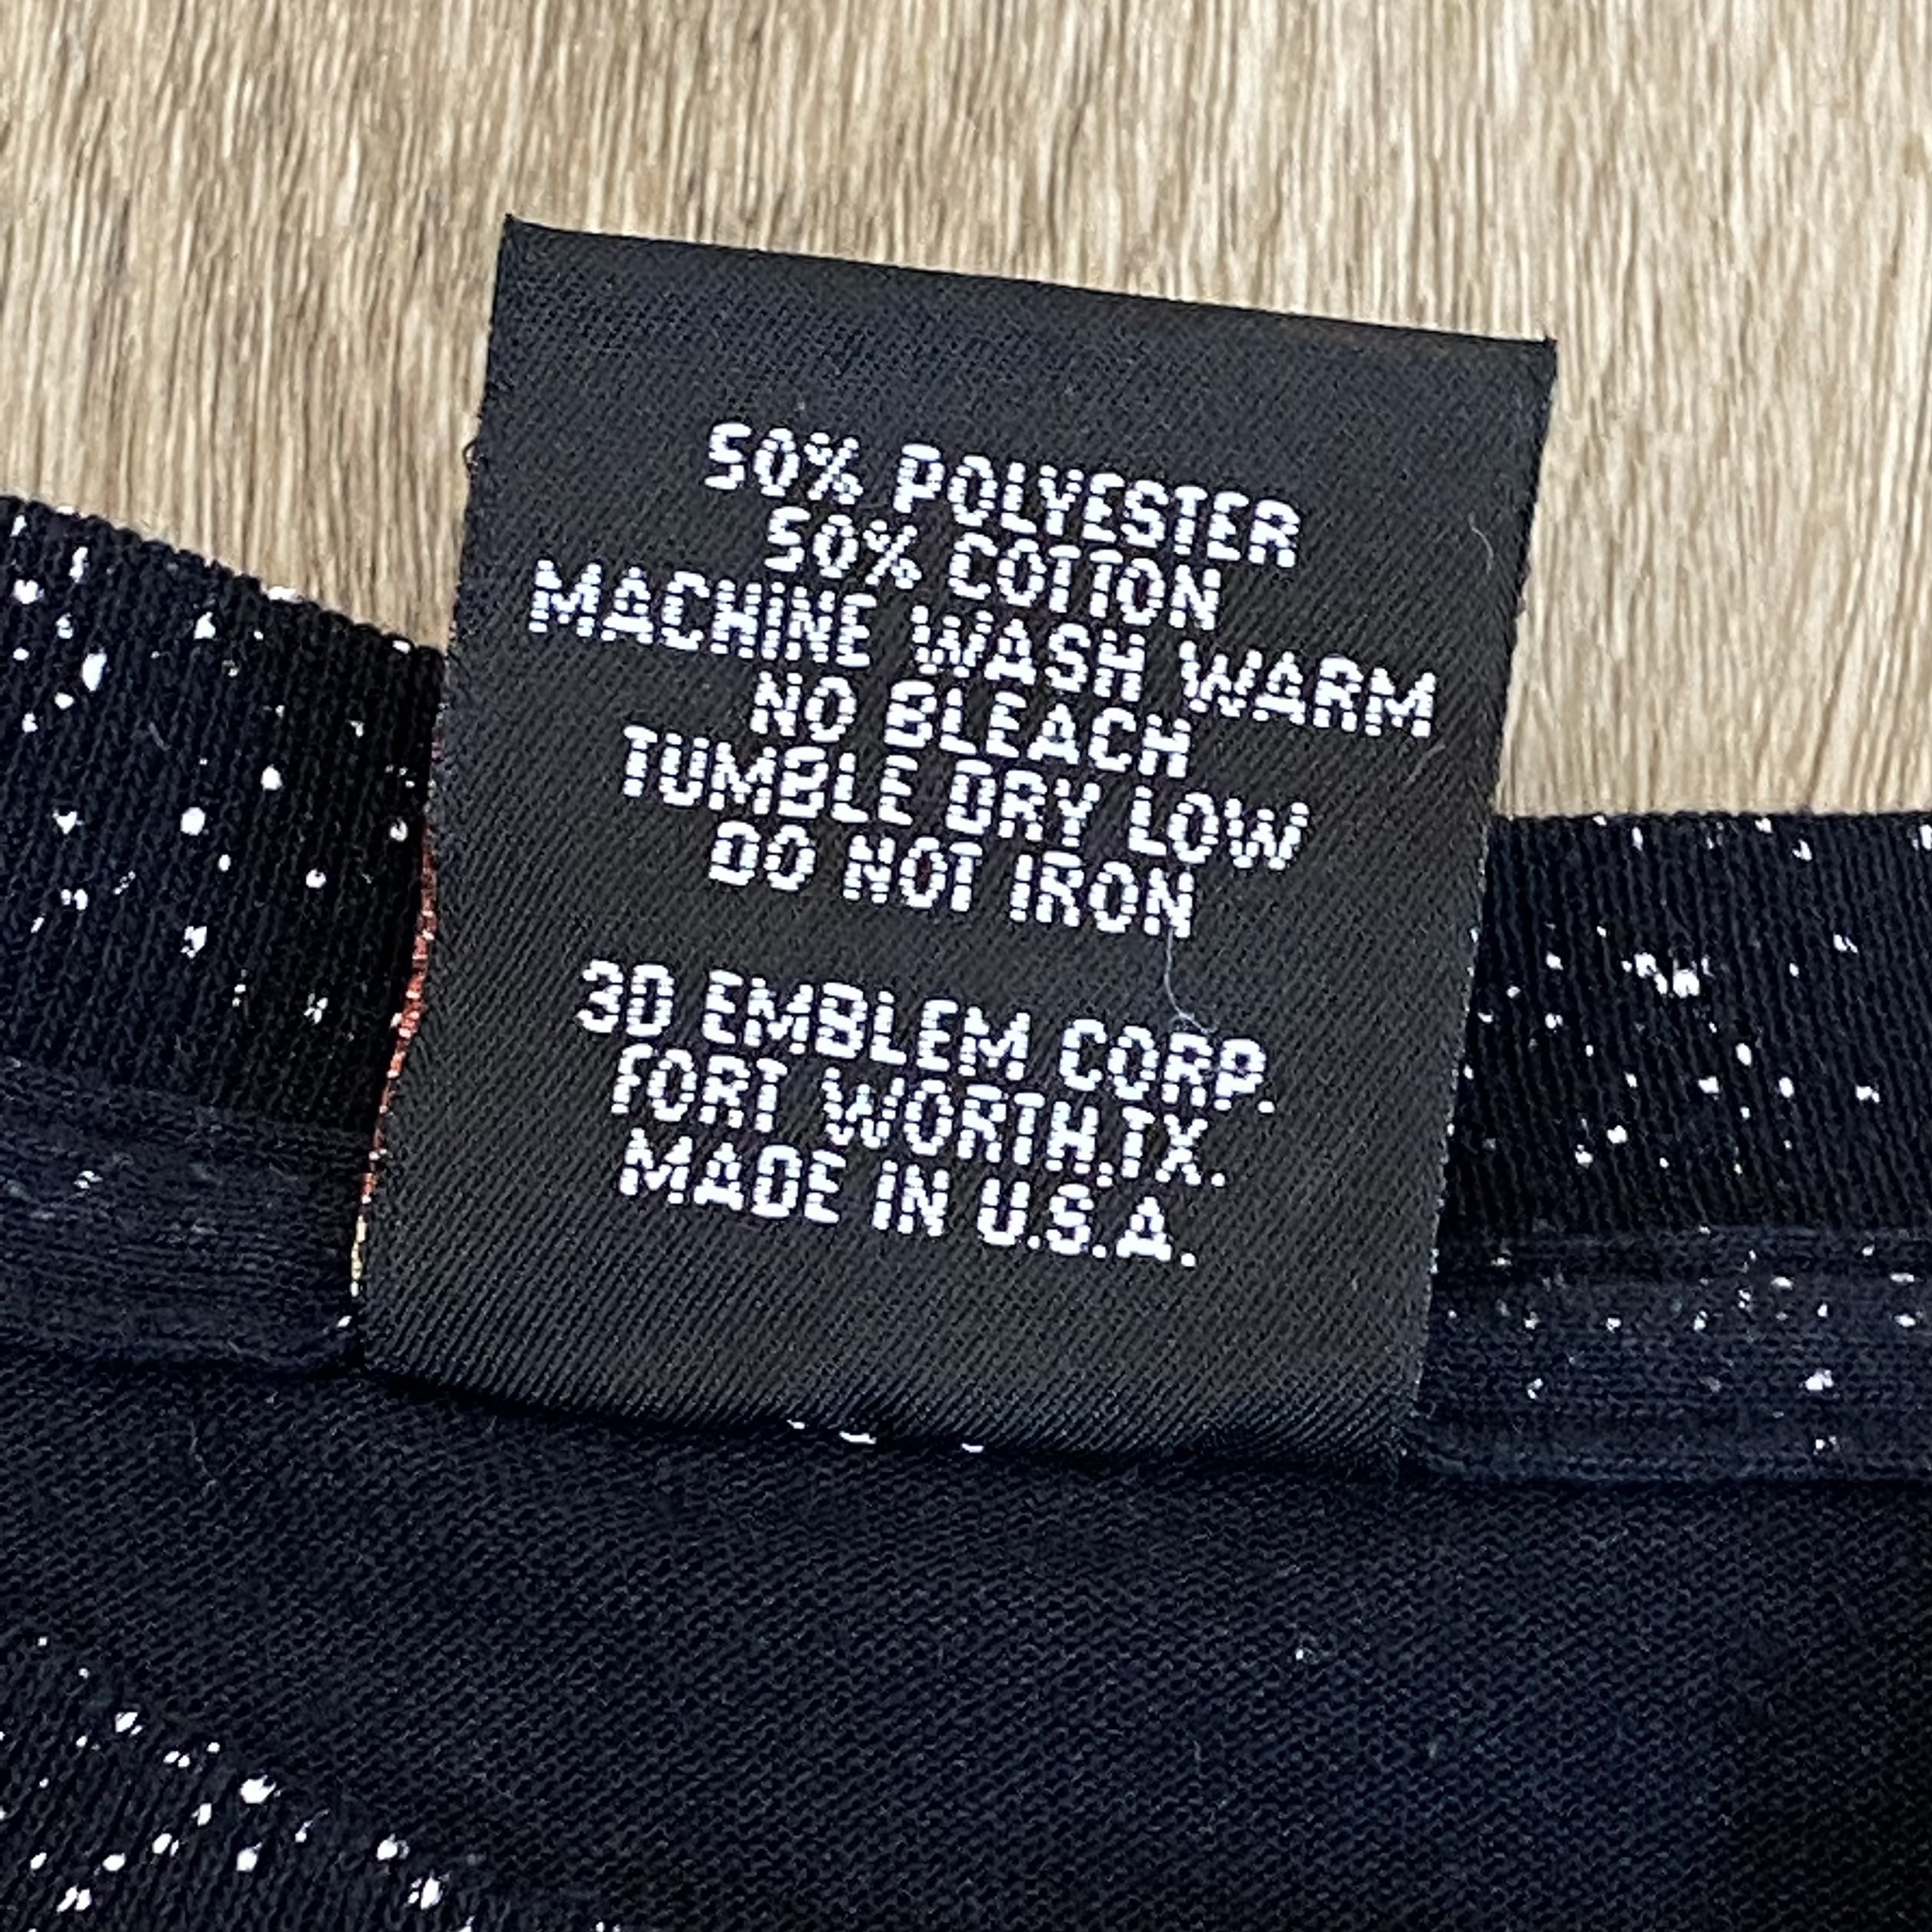 50% POLYESTER
50% COTTON
MACHINE WASH WARM
NO BLEACH
TUMBLE DRY LOW
DO NOT IRON
3D EMBLEM CORP.
FORT WORTH,TX.
MADE IN U.S.A.